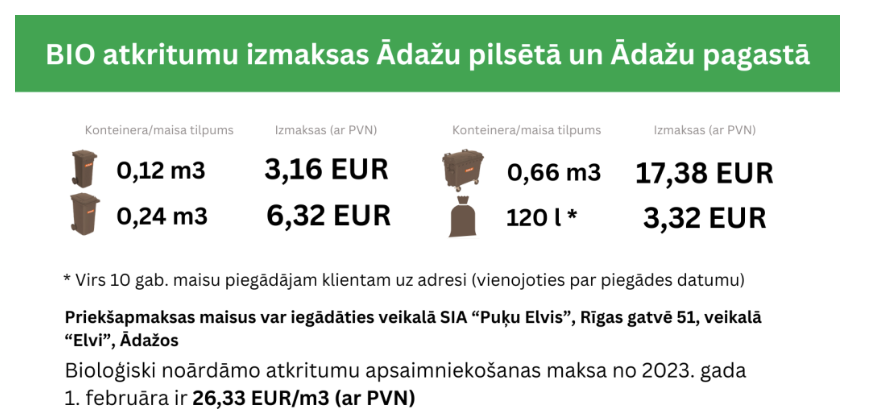 BIO atkritumu izmaksas Ādažu pilsētā un Ādažu pagastā
Konteinera/maisa tilpums Izmaksas (ar PVN) Konteinera/maisa tilpums Izmaksas (ar PVN)
0,12 m3 3,16 EUR 0,66 m3 17,38 EUR
0,24 m3 6,32 EUR 120 l * 3,32 EUR
* Virs 10 gab. maisu piegādājam klientam uz adresi (vienojoties par piegādes datumu)
Priekšapmaksas maisus var iegādāties veikalā SIA “Puķu Elvis”, Rīgas gatvē 51, veikalā
“Elvi”, Ādažos
Bioloģiski noārdāmo atkritumu apsaimniekošanas maksa no 2023. gada
1. februāra ir 26,33 EUR/m3 (ar PVN)